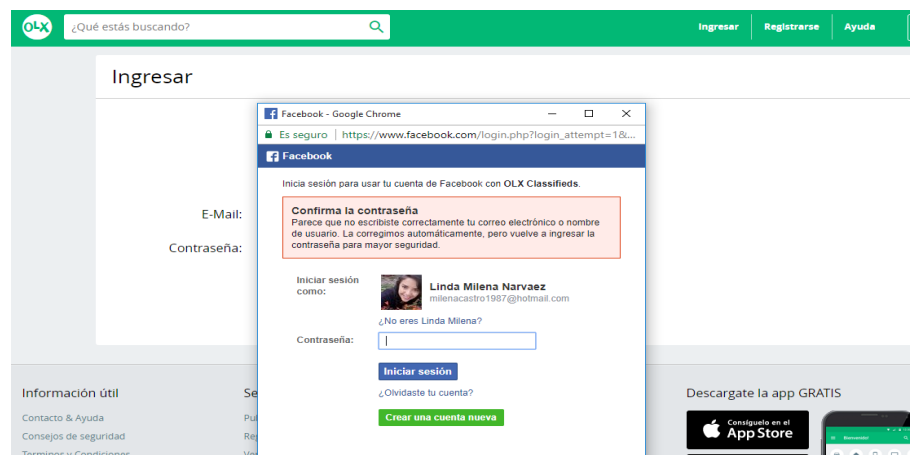 OLX
¿Qué estás buscando?
Ingresar
Registrarse
Ayuda
Ingresar
Facebook - Google Chrome
Es seguro | https://www.facebook.com/login.php?login_attempt=1&...
Facebook
Inicia sesión para usar tu cuenta de Facebook con OLX Classifieds.
Confirma la contraseña
Parece que no escribiste correctamente tu correo electrónico o nombre
de usuario. La corregimos automáticamente, pero vuelve a ingresar la
contraseña para mayor seguridad.
E-Mail:
Contraseña:
Iniciar sesión
como:
Linda Milena Narvaez
milenacastro1987@hotmail.com
¿No eres Linda Milena?
Contraseña:
Iniciar sesión
¿Olvidaste tu cuenta?
Crear una cuenta nueva
Información útil
Se
Descargate la app GRATIS
Contacto & Ayuda
Pu
Consíguelo en el
App Store
Consejos de seguridad
Re
Terminos y Condiciones